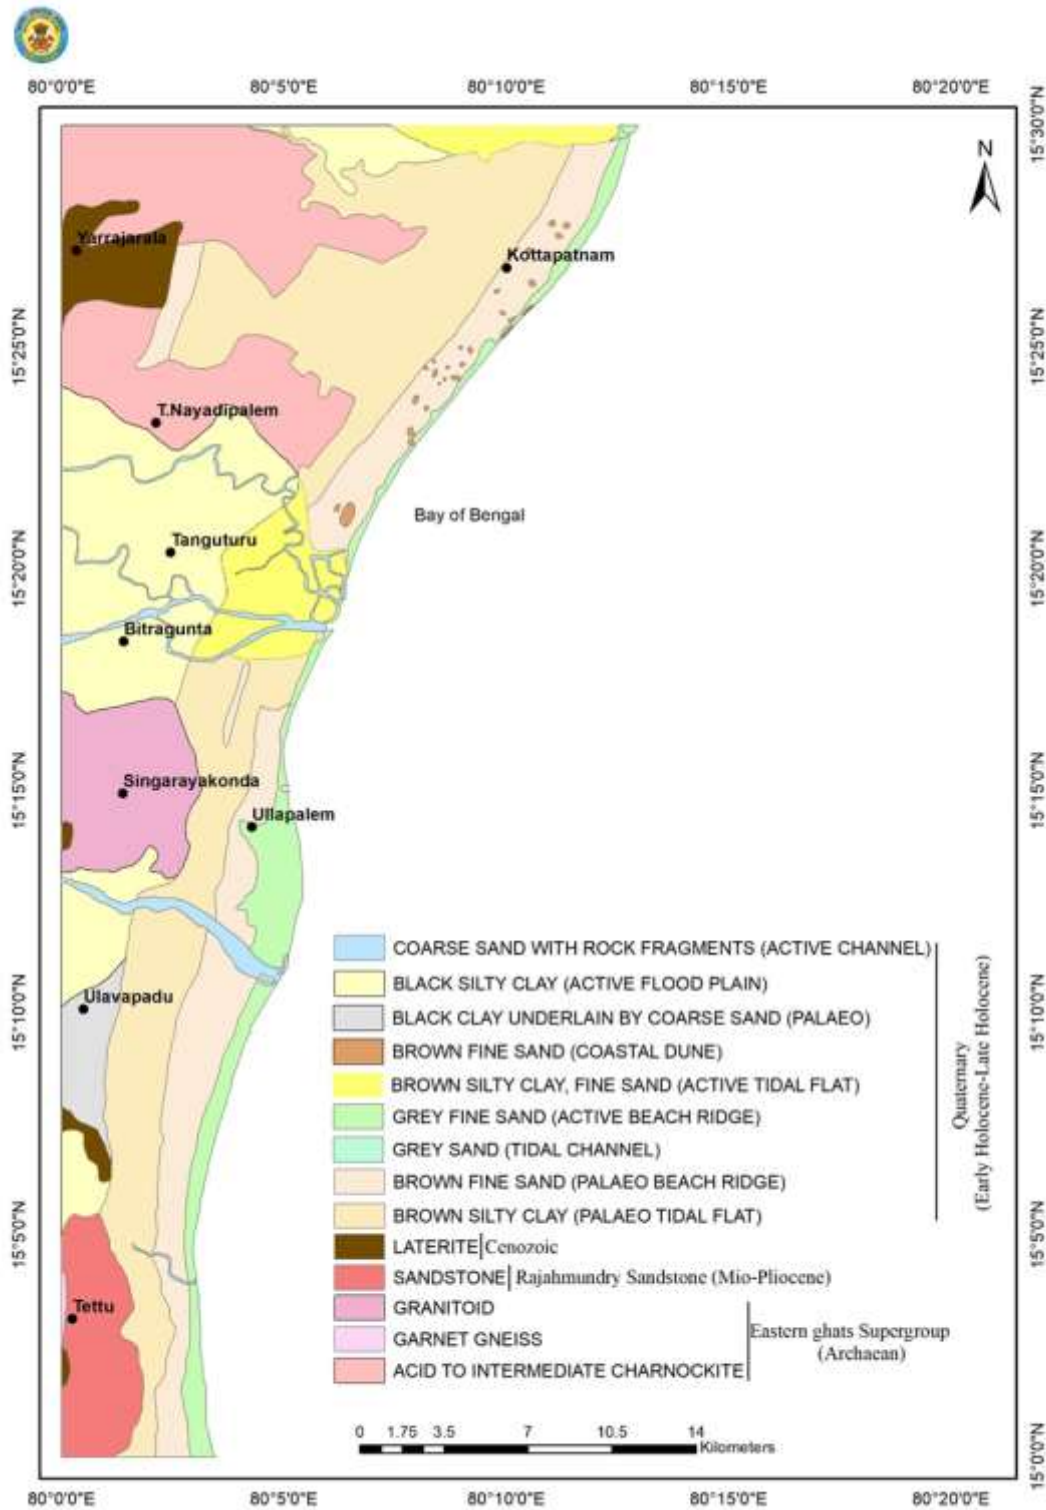 80°0'0"E 80°5'0"E 80°10'0"E 80°15'0"E 80°20'0"E
15°30'0"N
N
Yarrajarala
Kottapatnam
15°25'0"N 15°25'0"N
T.Nayadipalem
Bay of Bengal
Tanguturu
15°20'0"N 15°20'0"N
Bitragunta
Singarayakonda
15°15'0"N 15°15'0"N
Ullapalem
Ulavapadu
15°10'0"N 15°10'0"N
COARSE SAND WITH ROCK FRAGMENTS (ACTIVE CHANNEL)
BLACK SILTY CLAY (ACTIVE FLOOD PLAIN)
BLACK CLAY UNDERLAIN BY COARSE SAND (PALAEO)
BROWN FINE SAND (COASTAL DUNE)
BROWN SILTY CLAY, FINE SAND (ACTIVE TIDAL FLAT)
GREY FINE SAND (ACTIVE BEACH RIDGE)
GREY SAND (TIDAL CHANNEL)
BROWN FINE SAND (PALAEO BEACH RIDGE)
BROWN SILTY CLAY (PALAEO TIDAL FLAT)
Quaternary
(Early Holocene-Late Holocene)
LATERITE Cenozoic
SANDSTONE Rajahmundry Sandstone (Mio-Pliocene)
GRANITOID
GARNET GNEISS
ACID TO INTERMEDIATE CHARNOCKITE
Eastern ghats Supergroup
(Archaean)
15°5'0"N 15°5'0"N
Tettu
0 1.75 3.5 7 10.5 14
Kilometers
15°0'0"N
80°0'0"E 80°5'0"E 80°10'0"E 80°15'0"E 80°20'0"E